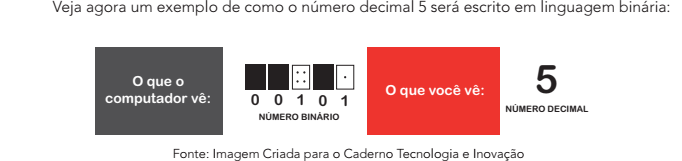 Veja agora um exemplo de como o número decimal 5 será escrito em linguagem binária:
O que o
computador vê:
0 0 1 0 1
NÚMERO BINÁRIO
O que você vê:
5
NÚMERO DECIMAL
Fonte: Imagem Criada para o Caderno Tecnologia e Inovação